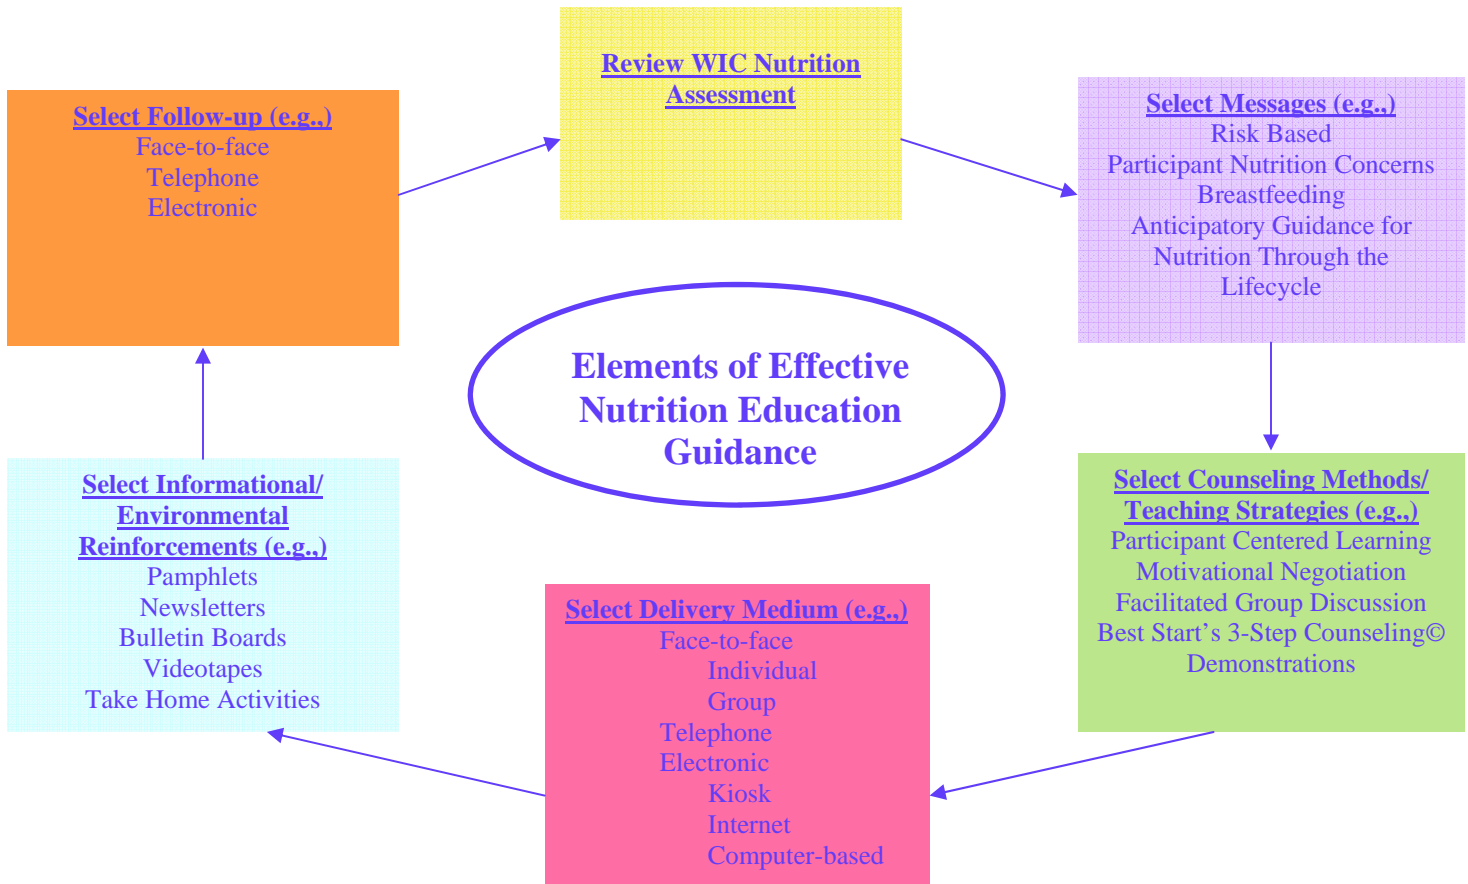 Review WIC Nutrition
Assessment
Select Messages (e.g.,)
Risk Based
Participant Nutrition Concerns
Breastfeeding
Anticipatory Guidance for
Nutrition Through the
Lifecycle
Select Counseling Methods/
Teaching Strategies (e.g.,)
Participant Centered Learning
Motivational Negotiation
Facilitated Group Discussion
Best Start’s 3-Step Counseling©
Demonstrations
Select Delivery Medium (e.g.,)
Face-to-face
Individual
Group
Telephone
Electronic
Kiosk
Internet
Computer-based
Select Informational/
Environmental
Reinforcements (e.g.,)
Pamphlets
Newsletters
Bulletin Boards
Videotapes
Take Home Activities
Select Follow-up (e.g.,)
Face-to-face
Telephone
Electronic
Elements of Effective
Nutrition Education
Guidance